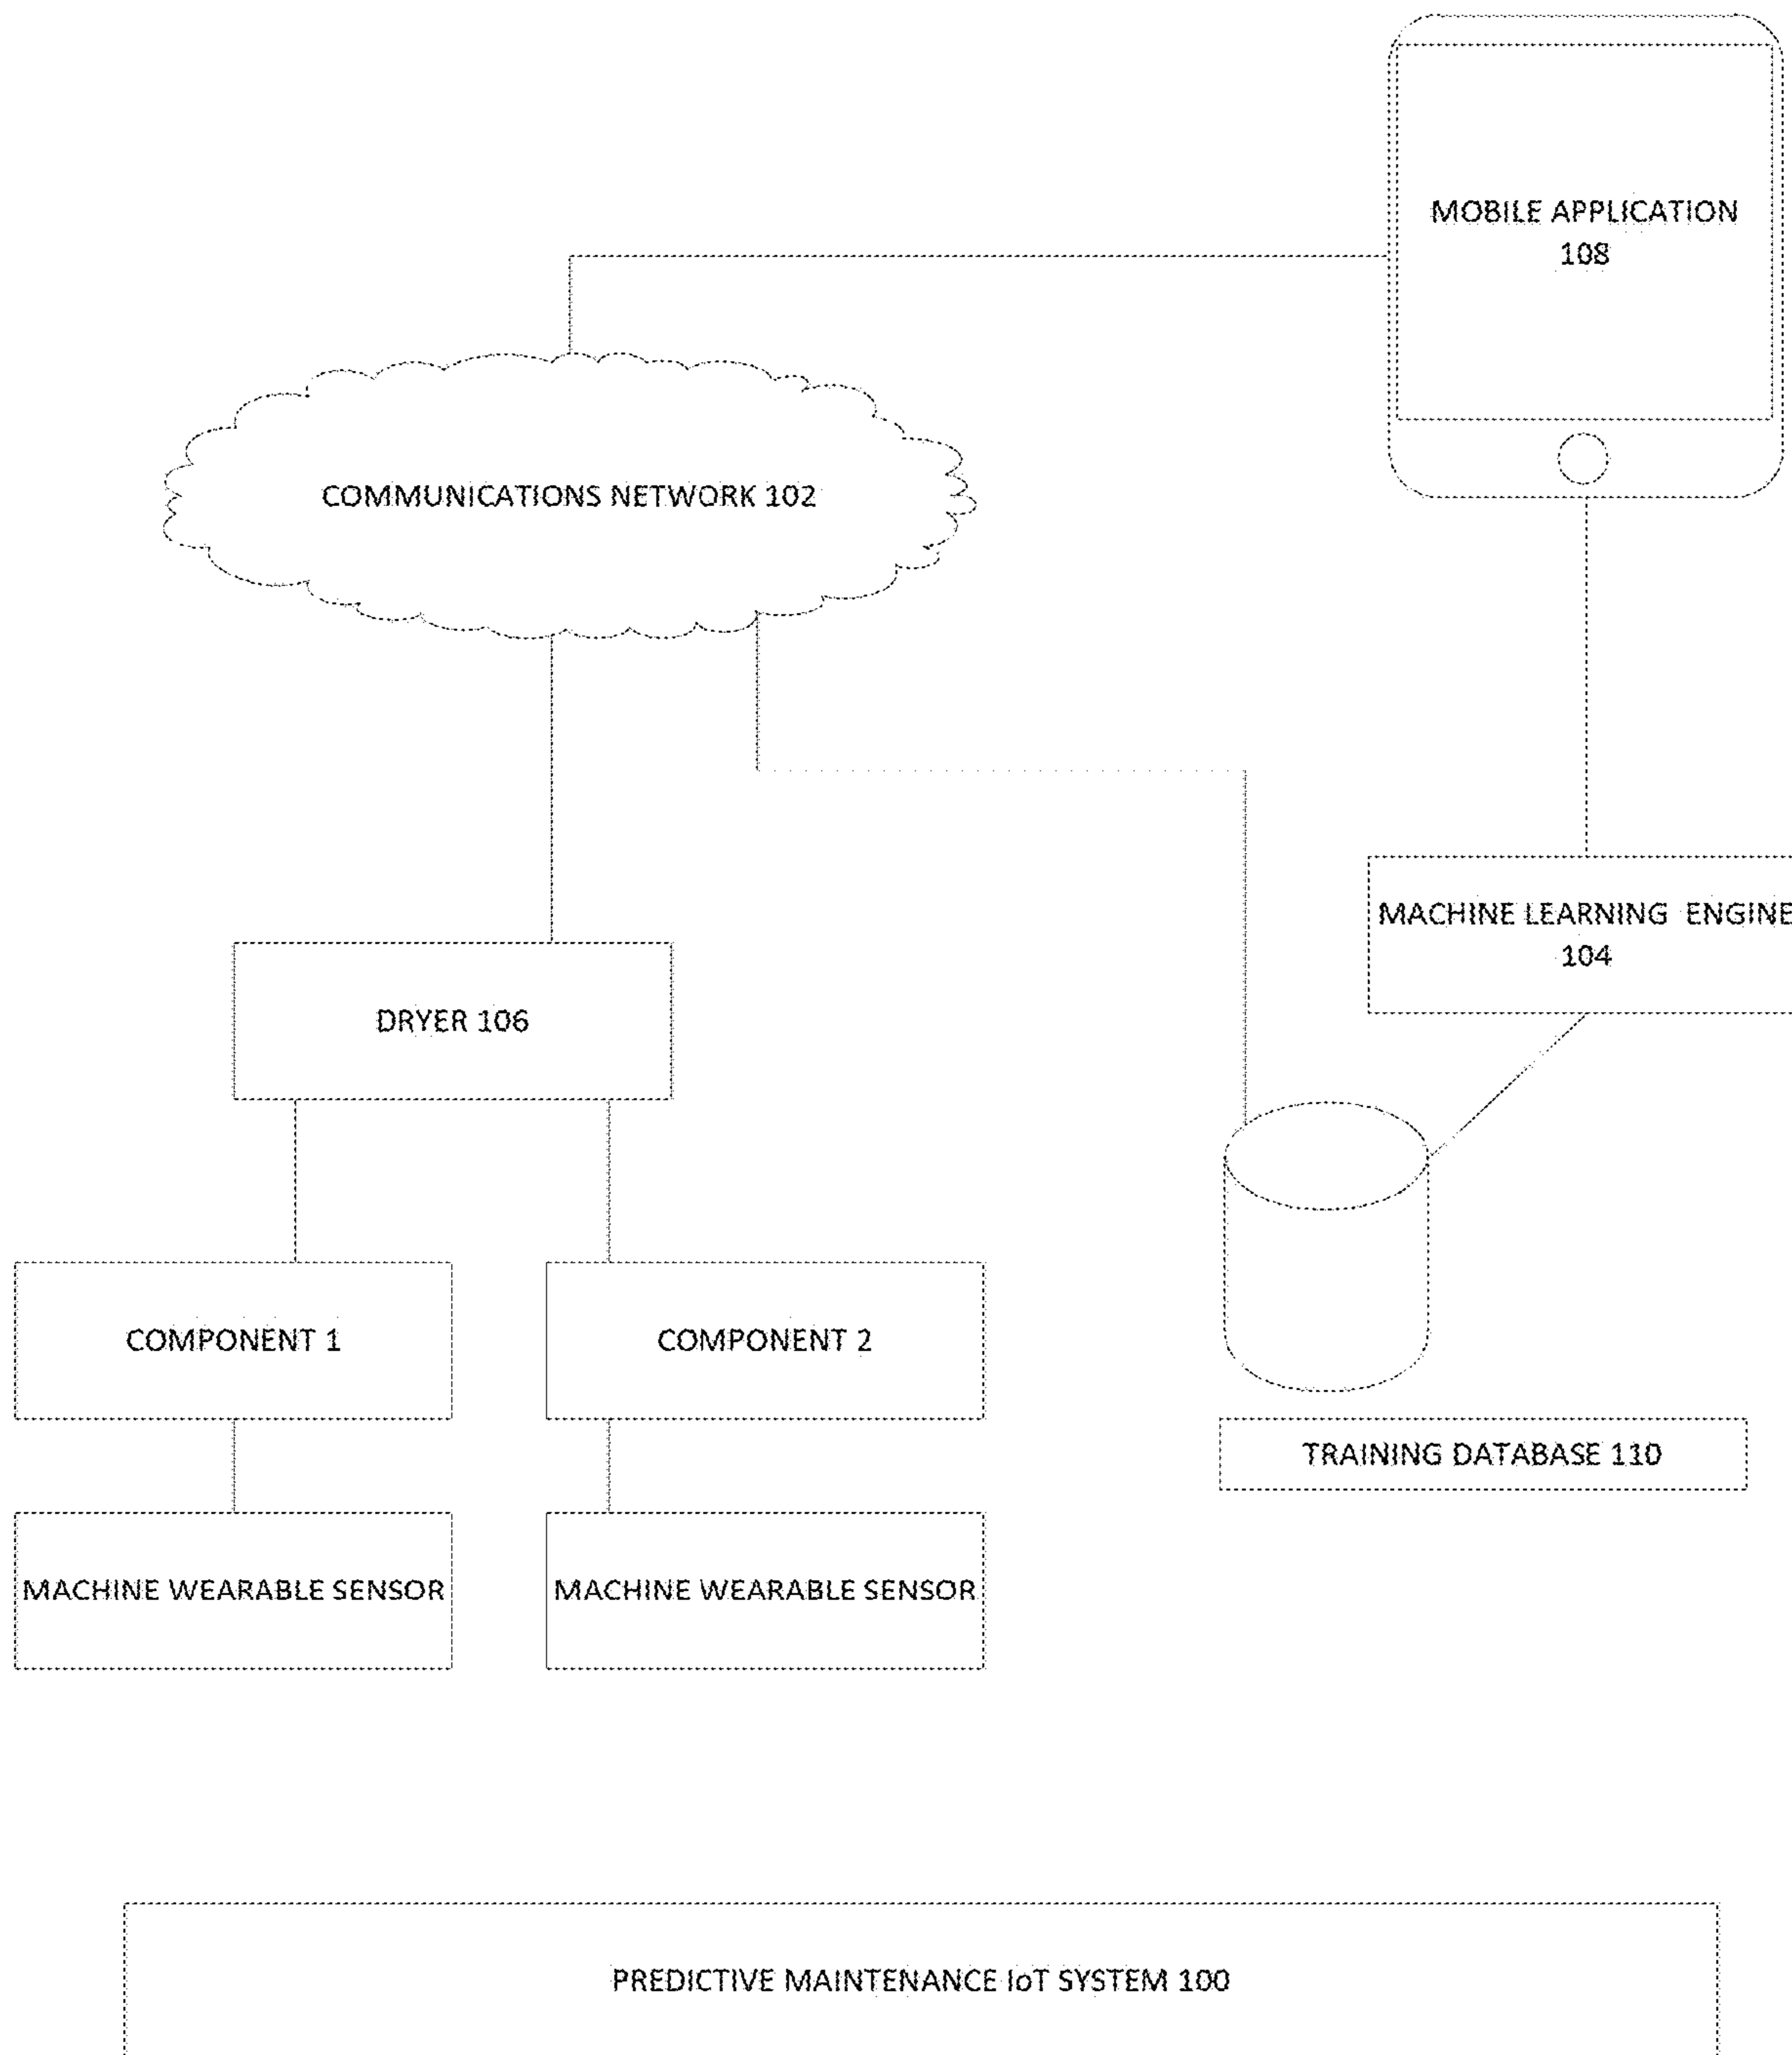 MOBILE APPLICATION
108
COMMUNICATIONS NETWORK 102
MACHINE LEARNING ENGINE
104
DRYER 106
COMPONENT 1
COMPONENT 2
TRAINING DATABASE 110
MACHINE WEARABLE SENSOR
MACHINE WEARABLE SENSOR
PREDICTIVE MAINTENANCE IoT SYSTEM 100